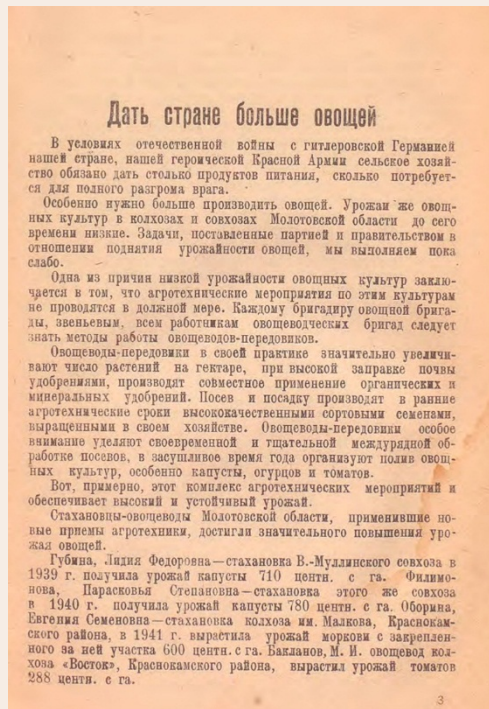 Дать стране больше овощей
В условиях отечественной войны с гитлеровской Германией
нашей стране, нашей героической Красной Армии сельское хозяй-
ство обязано дать столько продуктов питания, сколько потребует-
ся для полного разгрома врага.
Особенно нужно больше производить овощей. Урожаи же овощ-
ных культур в колхозах и совхозах Молотовской области до сего
времени низкие. Задачи, поставленные партией и правительством в
отношении поднятия урожайности овощей, мы выполняем пока
слабо.
Одна из причин низкой урожайности овощных культур заклю-
чается в том, что агротехнические мероприятия по этим культурам
не проводятся в должной мере. Каждому бригадиру овощной брига-
ды, звеньевым, всем работникам овощеводческих бригад следует
знать методы работы овощеводов-передовиков.
Овощеводы-передовики в своей практике значительно увеличи-
вают число растений на гектаре, при высокой заправке почвы
удобрениями, производят совместное применение органических и
минеральных удобрений. Посев и посадку производят в ранние
агротехнические сроки высококачественными сортовыми семенами,
выращенными в своем хозяйстве. Овощеводы-передовики особое
внимание уделяют своевременной и тщательной междурядной об-
работке посевов, в засушливое время года организуют полив овощ-
ных культур, особенно капусты, огурцов и томатов.
Вот, примерно, этот комплекс агротехнических мероприятий и
обеспечивает высокий и устойчивый урожай.
Стахановцы-овощеводы Молотовской области, применившие но-
вые приемы агротехники, достигли значительного повышения уро-
жая овощей.
Губина, Лидия Федоровна—стахановка В.-Муллинского совхоза в
1939 г. получила урожай капусты 710 центн. с га. Филимо-
нова, Парасковья Степановна—стахановка этого же совхоза
в 1940 г. получила урожай капусты 780 центн. с га. Оборина,
Евгения Семеновна—стахановка колхоза им. Малкова, Краснокам-
ского района, в 1941 г. вырастила урожай моркови с закреплен-
ного за ней участка 600 центн. с га. Бакланов, М. И. овощевод кол-
хоза «Восток», Краснокамского района, вырастил урожай томатов
288 центн. с га.
3